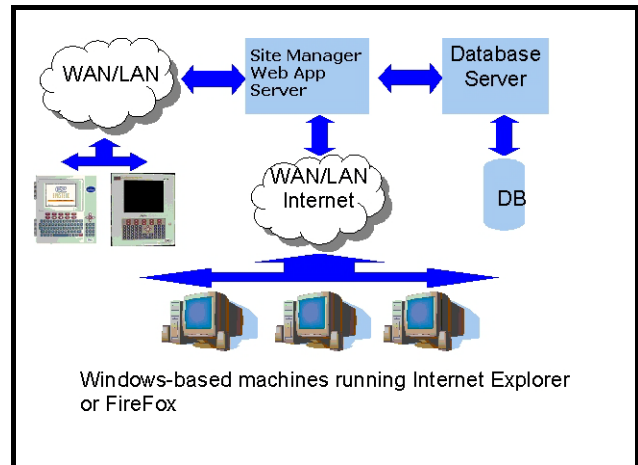 WAN/LAN
Site Manager
Web App
Server
Database
Server
WAN/LAN
Internet
DB
Windows-based machines running Internet Explorer
or FireFox